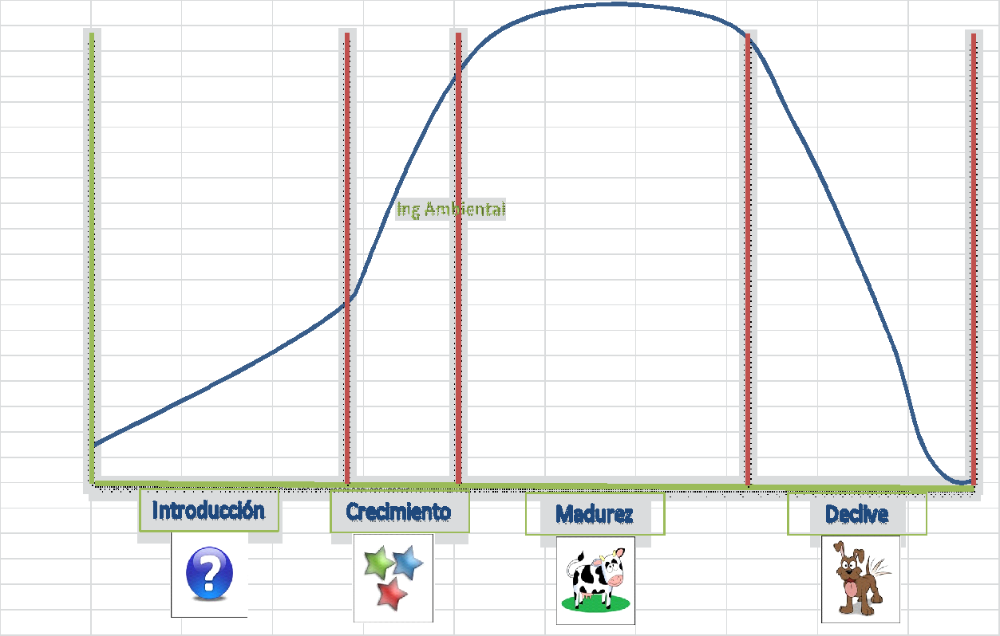 Ing Ambiental
Introducción
Crecimiento
Madurez
Declive
?